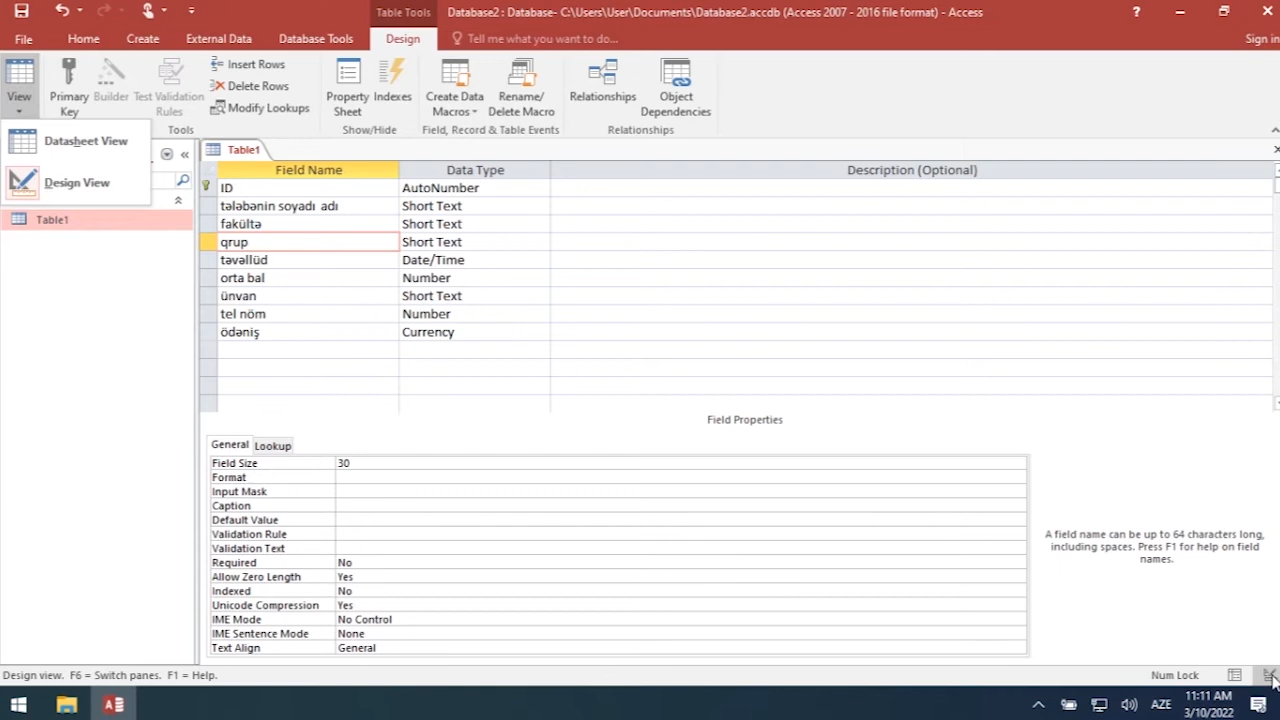 Table Tools
Database2 : Database- C:\Users\User\Documents\Database2.accdb (Access 2007 - 2016 file format) - Access
?
File Home Create External Data Database Tools Design Tell me what you want to do... Sign in
View
Primary Key
Builder
Test Validation Rules
Insert Rows
Delete Rows
Modify Lookups
Property Sheet
Indexes
Create Data Macros
Rename/ Delete Macro
Relationships
Object Dependencies
Tools Show/Hide Field, Record & Table Events Relationships
Datasheet View
Design View
Table1
Table1
Field Name Data Type Description (Optional)
ID AutoNumber
tələbənin soyadı adı Short Text
fakültə Short Text
qrup Short Text
təvəllüd Date/Time
orta bal Number
ünvan Short Text
tel nöm Number
ödəniş Currency
Field Properties
General Lookup
Field Size 30
Format
Input Mask
Caption
Default Value
Validation Rule
Validation Text
Required No
Allow Zero Length Yes
Indexed No
Unicode Compression Yes
IME Mode No Control
IME Sentence Mode None
Text Align General
A field name can be up to 64 characters long,
including spaces. Press F1 for help on field
names.
Design view. F6 = Switch panes. F1 = Help.
Num Lock
AZE
11:11 AM
3/10/2022